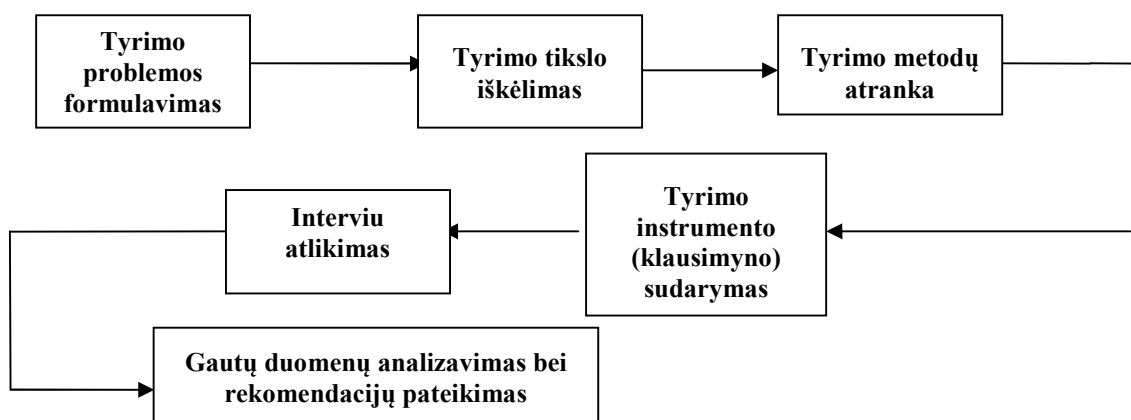 Tyrimo
problemos
formulavimas
Tyrimo tikslo
iškėlimas
Tyrimo metodų
atranka
Tyrimo
instrumento
(klausimyno)
sudarymas
Interviu
atlikimas
Gautų duomenų analizavimas bei
rekomendacijų pateikimas